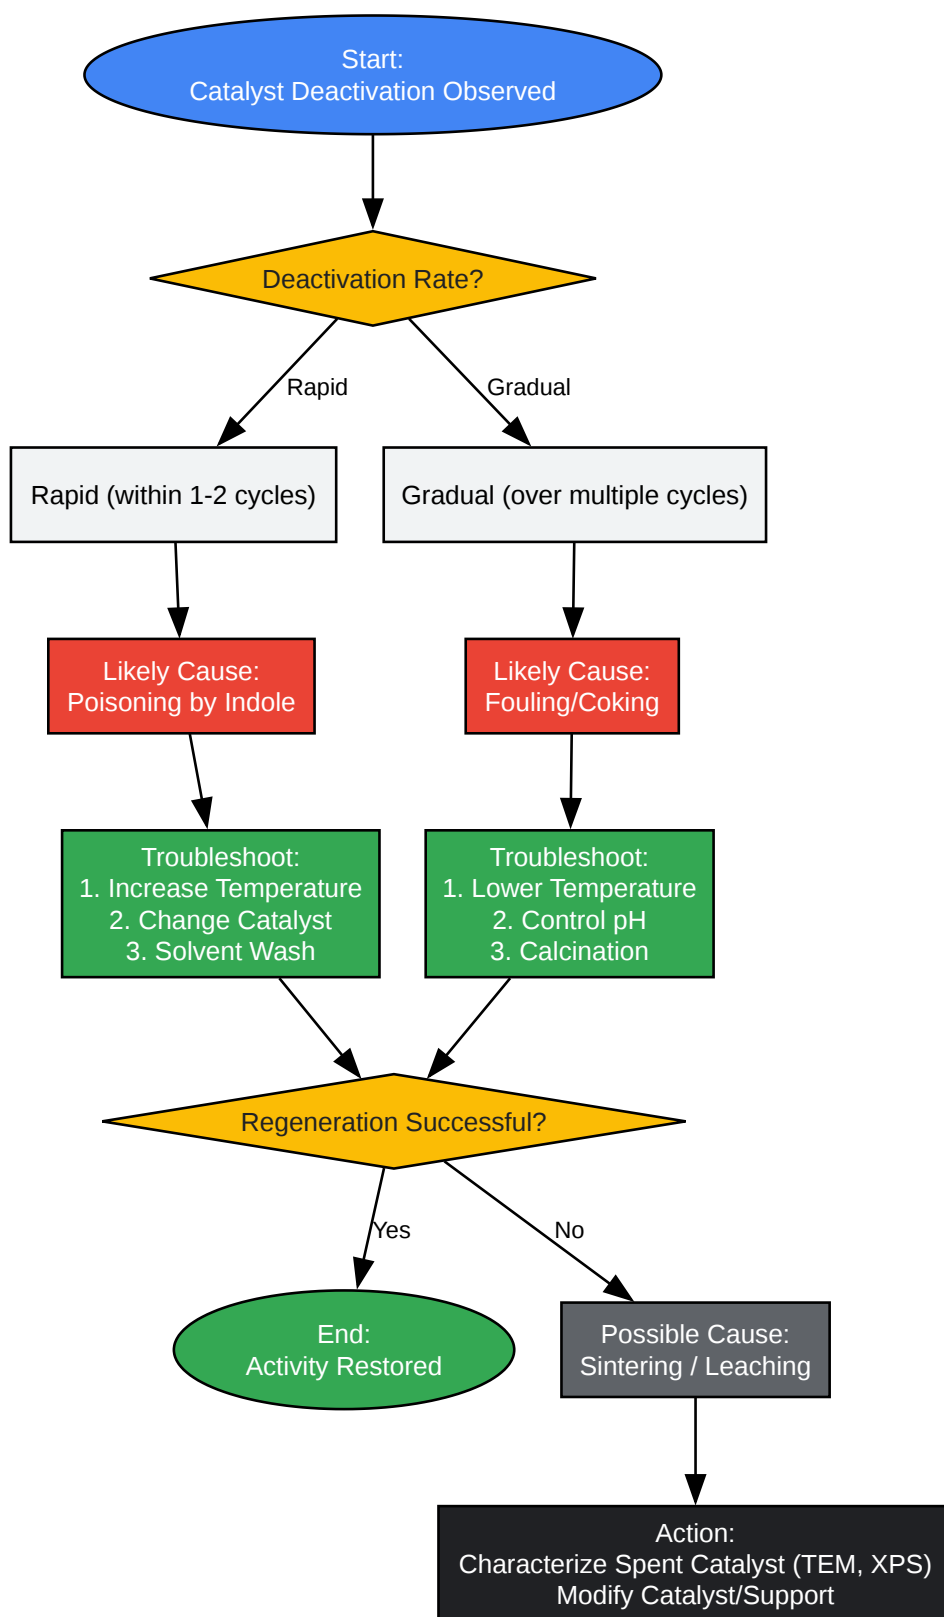 Start:
Catalyst Deactivation Observed
Deactivation Rate?
Rapid
Gradual
Rapid (within 1-2 cycles)
Gradual (over multiple cycles)
Likely Cause:
Poisoning by Indole
Likely Cause:
Fouling/Coking
Troubleshoot:
1. Increase Temperature
2. Change Catalyst
3. Solvent Wash
Troubleshoot:
1. Lower Temperature
2. Control pH
3. Calcination
Regeneration Successful?
Yes
No
End:
Activity Restored
Possible Cause:
Sintering / Leaching
Action:
Characterize Spent Catalyst (TEM, XPS)
Modify Catalyst/Support